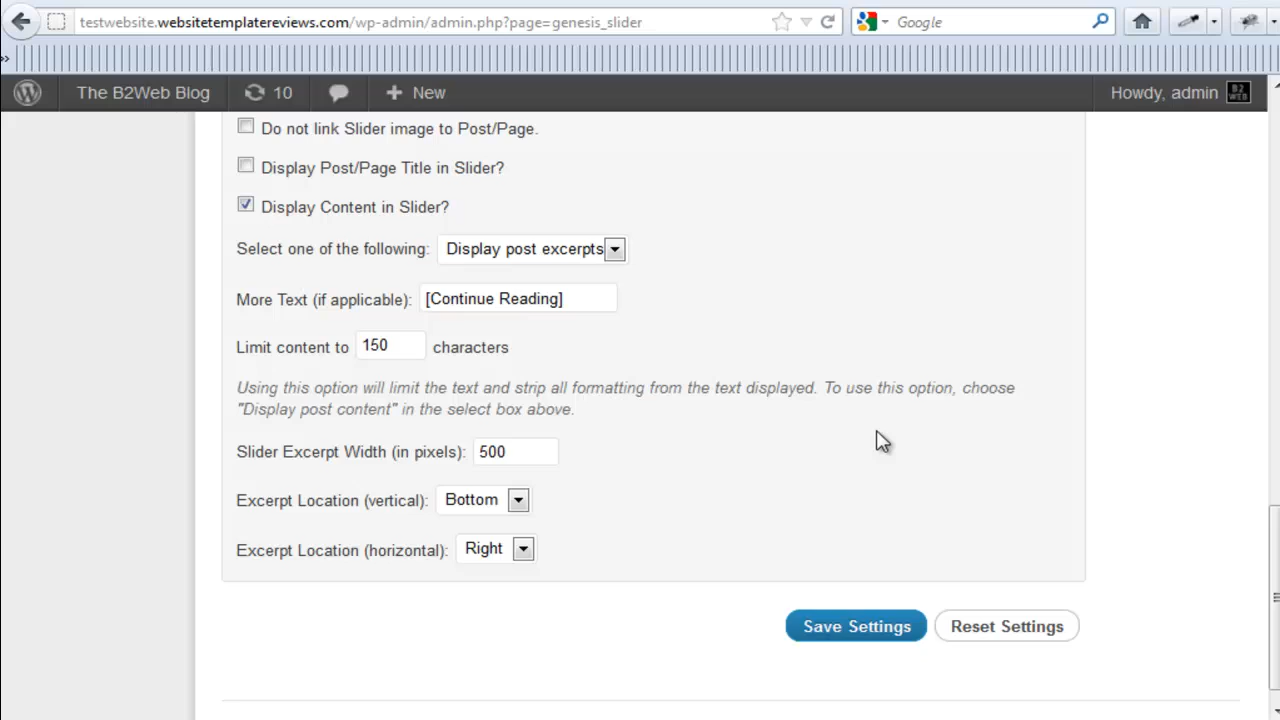 testwebsite.websitetemplatereviews.com/wp-admin/admin.php?page=genesis_slider
Google
The B2Web Blog 10 New Howdy, admin B2 WEB
Do not link Slider image to Post/Page.
Display Post/Page Title in Slider?
Display Content in Slider?
Select one of the following: Display post excerpts
More Text (if applicable): [Continue Reading]
Limit content to 150 characters
Using this option will limit the text and strip all formatting from the text displayed. To use this option, choose
"Display post content" in the select box above.
Slider Excerpt Width (in pixels): 500
Excerpt Location (vertical): Bottom
Excerpt Location (horizontal): Right
Save Settings Reset Settings